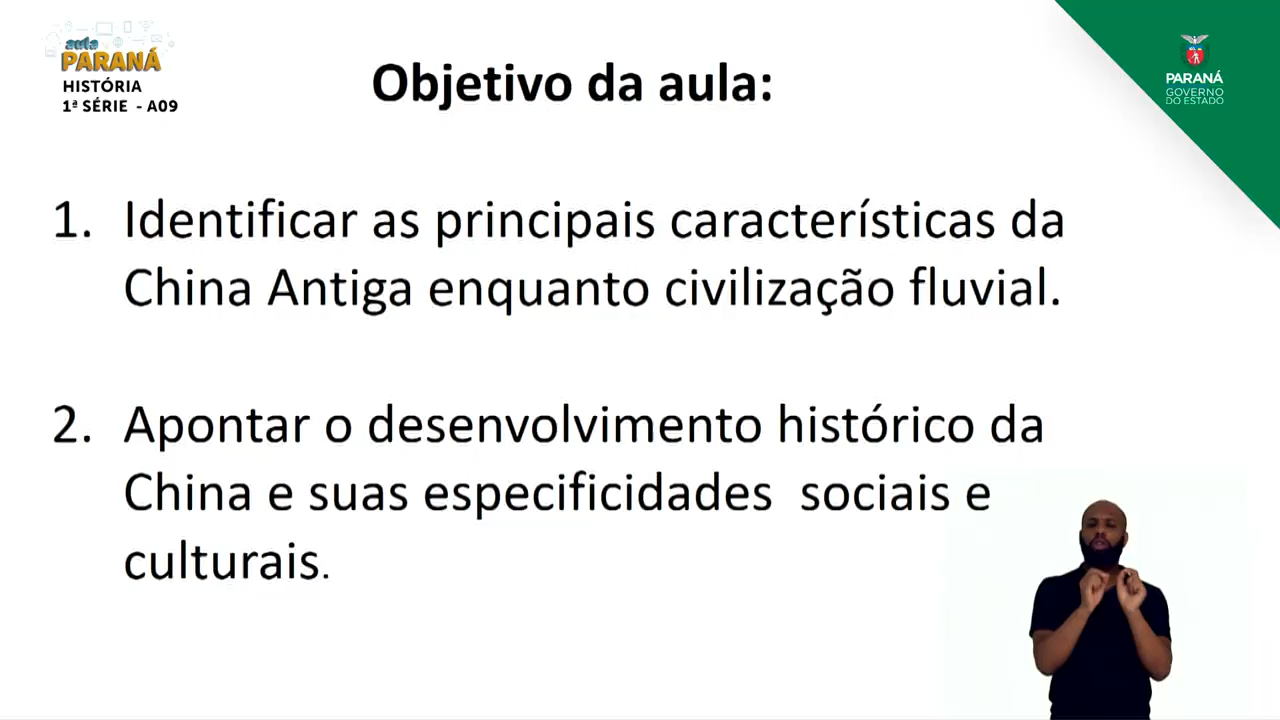 aula
PARANÁ
HISTÓRIA
1ª SÉRIE - A09
Objetivo da aula:
PARANÁ
GOVERNO
DO ESTADO
1. Identificar as principais características da
China Antiga enquanto civilização fluvial.
2. Apontar o desenvolvimento histórico da
China e suas especificidades sociais e
culturais.